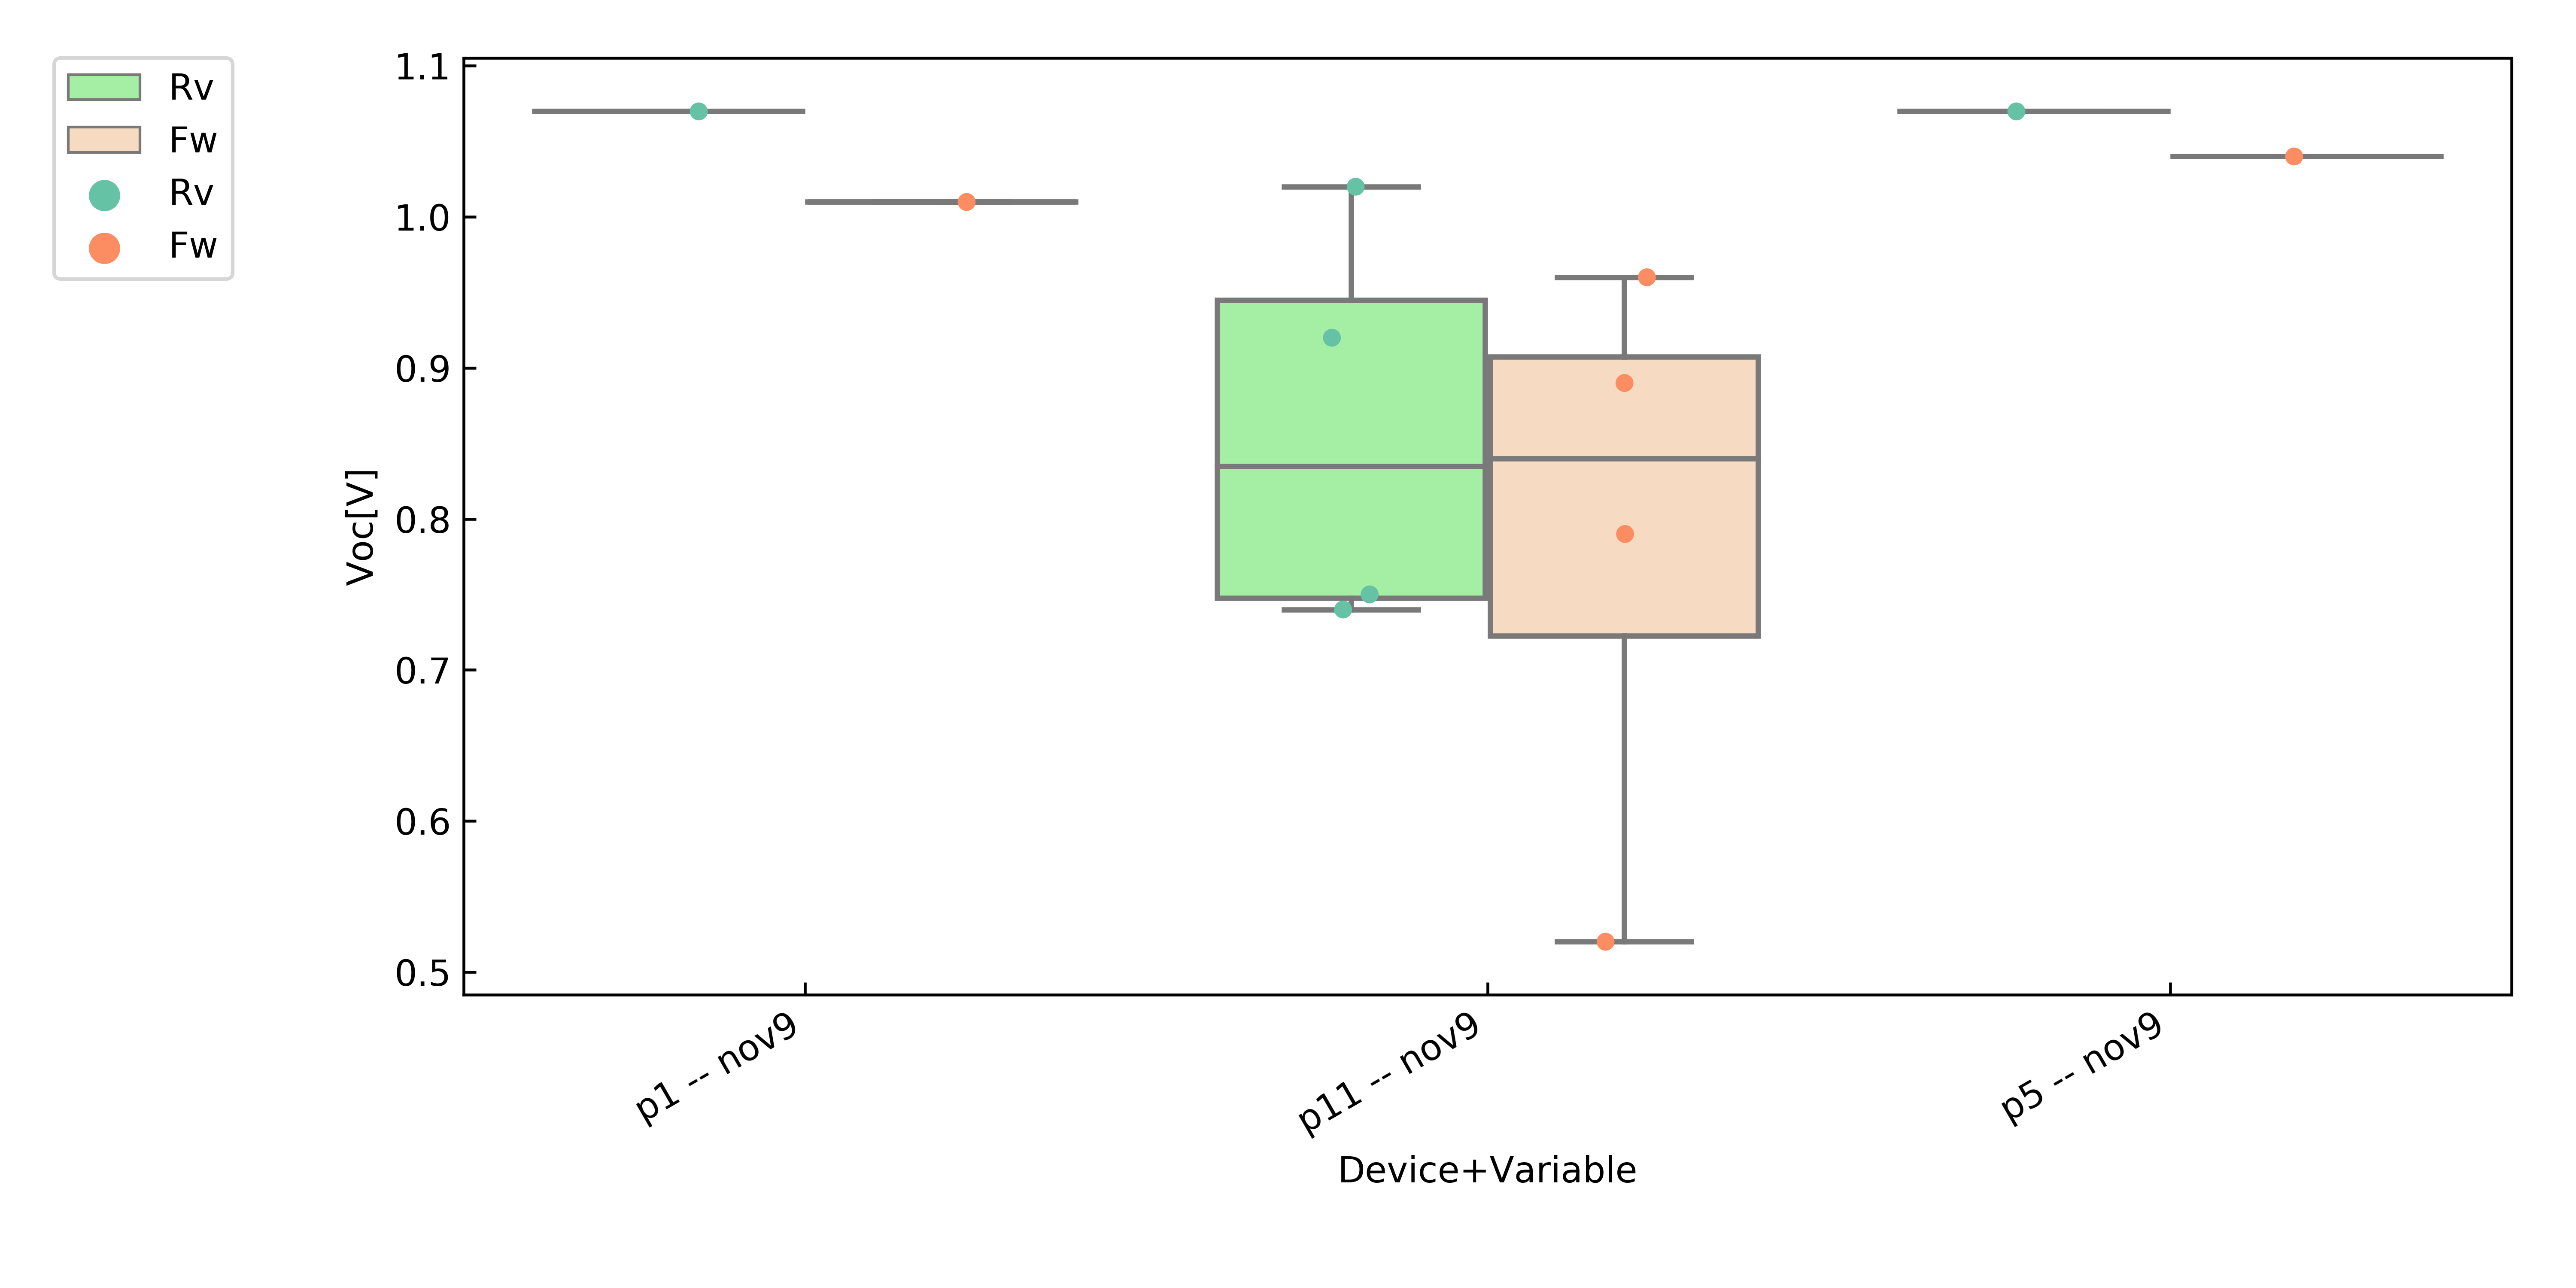 Rv
Fw
Rv
Fw
1.1
1.0
0.9
0.8
0.7
0.6
0.5
Voc[V]
p1 -- nov9
p11 -- nov9
p5 -- nov9
Device+Variable